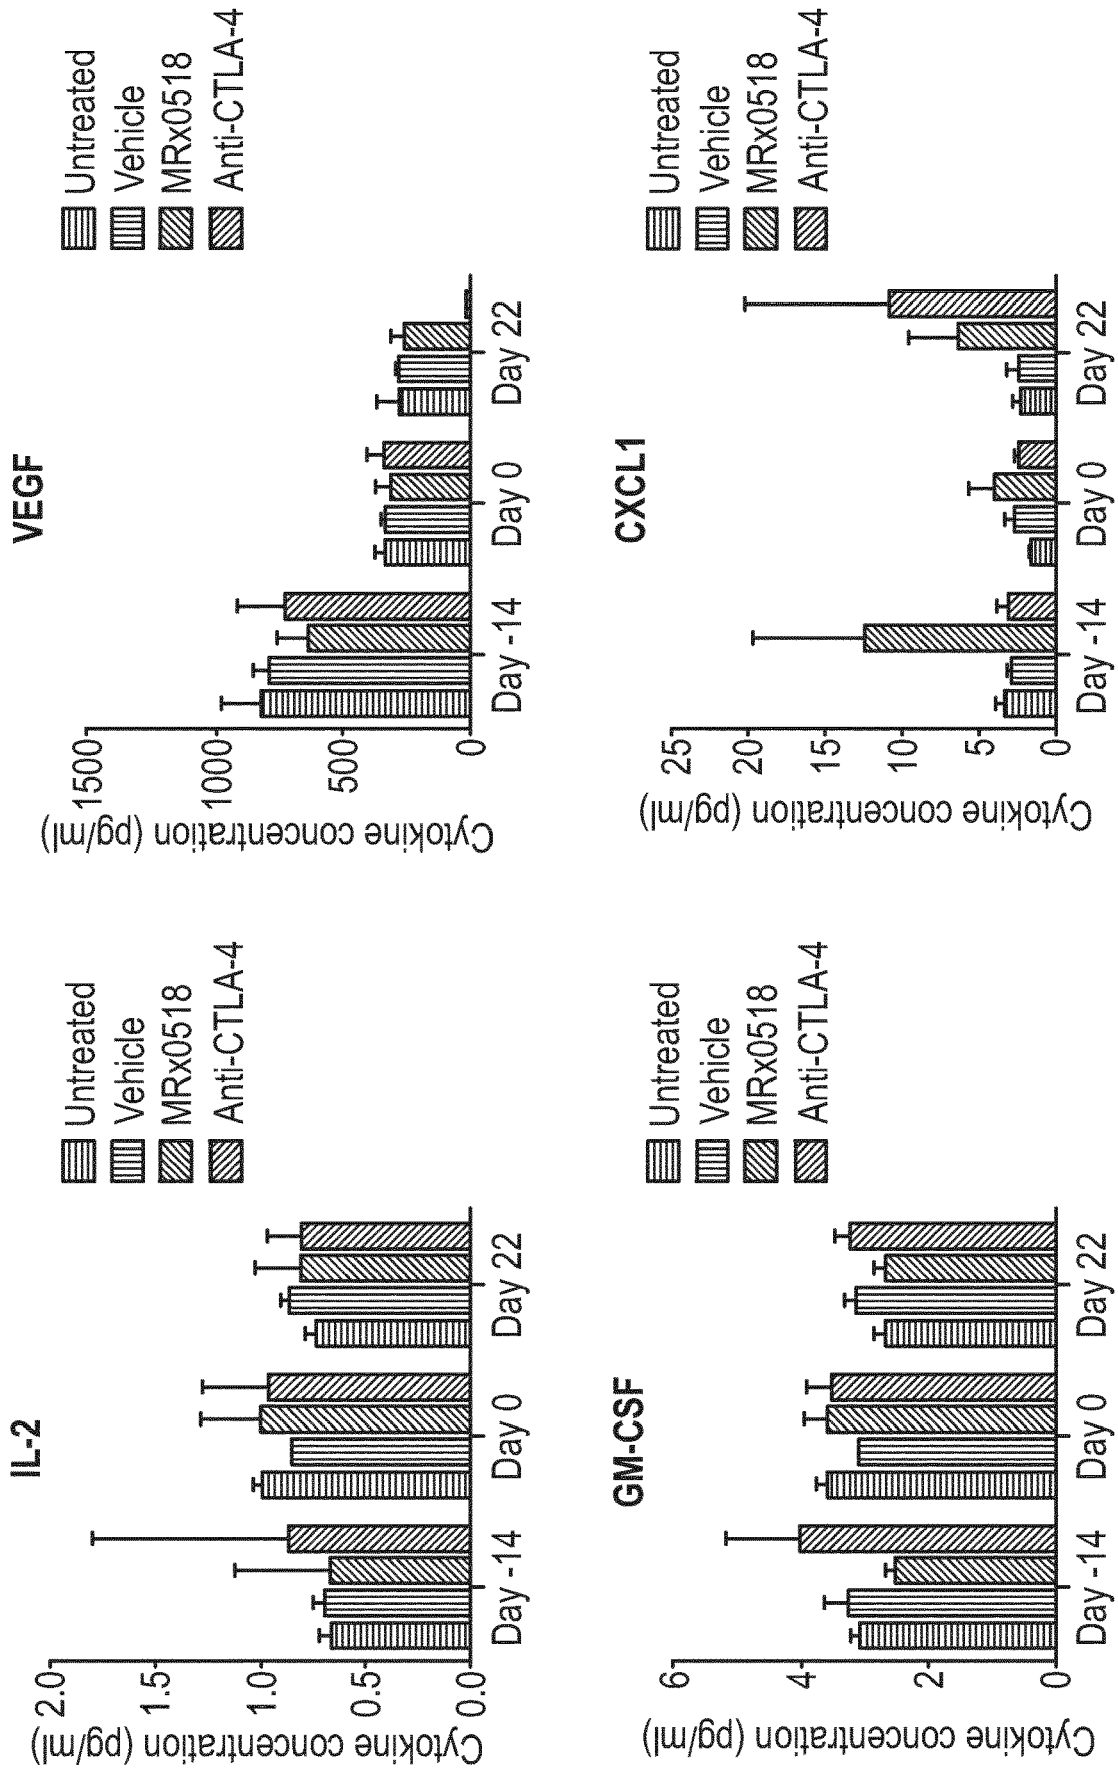 IL-2
Cytokine concentration (pg/ml)
2.0
1.5
1.0
0.5
0.0
Day -14
Day 0
Day 22
Untreated
Vehicle
MRx0518
Anti-CTLA-4
VEGF
Cytokine concentration (pg/ml)
1500
1000
500
0
Day -14
Day 0
Day 22
Untreated
Vehicle
MRx0518
Anti-CTLA-4
GM-CSF
Cytokine concentration (pg/ml)
6
4
2
0
Day -14
Day 0
Day 22
Untreated
Vehicle
MRx0518
Anti-CTLA-4
CXCL1
Cytokine concentration (pg/ml)
25
20
15
10
5
0
Day -14
Day 0
Day 22
Untreated
Vehicle
MRx0518
Anti-CTLA-4